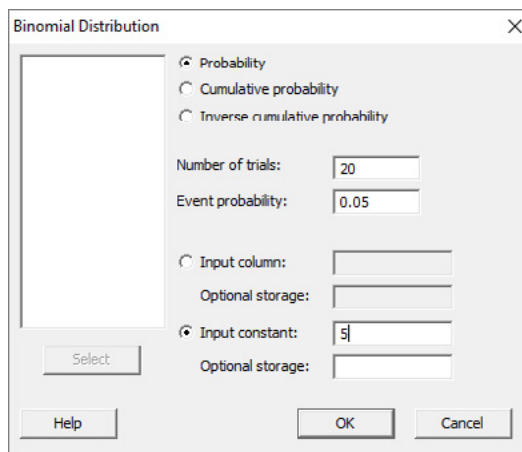 Binomial Distribution
Probability
Cumulative probability
Inverse cumulative probability
Number of trials: 20
Event probability: 0.05
Input column:
Optional storage:
Input constant: 5
Optional storage:
Select
Help OK Cancel